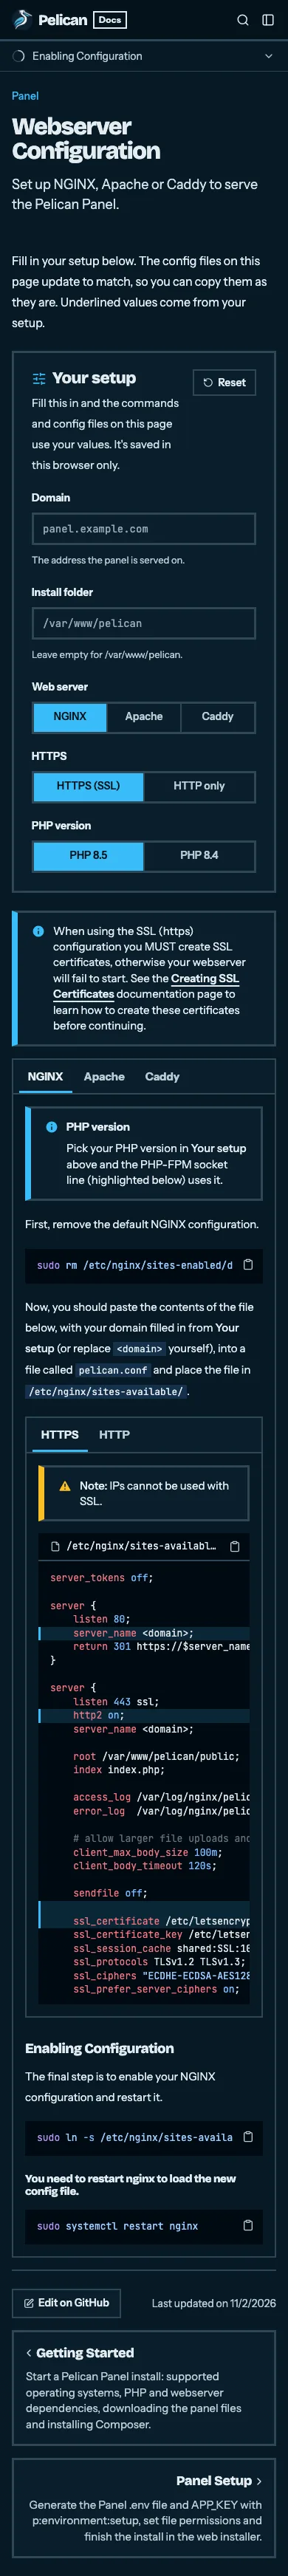 Pelican Docs
Enabling Configuration
Panel
Webserver
Configuration
Set up NGINX, Apache or Caddy to serve
the Pelican Panel.
Fill in your setup below. The config files on this
page update to match, so you can copy them as
they are. Underlined values come from your
setup.
Your setup
Reset
Fill this in and the commands
and config files on this page
use your values. It's saved in
this browser only.
Domain
panel.example.com
The address the panel is served on.
Install folder
/var/www/pelican
Leave empty for /var/www/pelican.
Web server
NGINX Apache Caddy
HTTPS
HTTPS (SSL) HTTP only
PHP version
PHP 8.5 PHP 8.4
When using the SSL (https)
configuration you MUST create SSL
certificates, otherwise your webserver
will fail to start. See the Creating SSL
Certificates documentation page to
learn how to create these certificates
before continuing.
NGINX Apache Caddy
PHP version
Pick your PHP version in Your setup
above and the PHP-FPM socket
line (highlighted below) uses it.
First, remove the default NGINX configuration.
sudo rm /etc/nginx/sites-enabled/d
Now, you should paste the contents of the file
below, with your domain filled in from Your
setup (or replace <domain> yourself), into a
file called pelican.conf and place the file in
/etc/nginx/sites-available/ .
HTTPS HTTP
Note: IPs cannot be used with
SSL.
/etc/nginx/sites-availabl…
server_tokens off;
server {
listen 80;
server_name <domain>;
return 301 https://$server_name
}
server {
listen 443 ssl;
http2 on;
server_name <domain>;
root /var/www/pelican/public;
index index.php;
access_log /var/log/nginx/pelic
error_log /var/log/nginx/pelic
# allow larger file uploads and
client_max_body_size 100m;
client_body_timeout 120s;
sendfile off;
ssl_certificate /etc/letsencryp
ssl_certificate_key /etc/letsen
ssl_session_cache shared:SSL:10
ssl_protocols TLSv1.2 TLSv1.3;
ssl_ciphers "ECDHE-ECDSA-AES128
ssl_prefer_server_ciphers on;
Enabling Configuration
The final step is to enable your NGINX
configuration and restart it.
sudo ln -s /etc/nginx/sites-availa
You need to restart nginx to load the new
config file.
sudo systemctl restart nginx
Edit on GitHub
Last updated on 11/2/2026
Getting Started
Start a Pelican Panel install: supported
operating systems, PHP and webserver
dependencies, downloading the panel files
and installing Composer.
Panel Setup
Generate the Panel .env file and APP_KEY with
p:environment:setup, set file permissions and
finish the install in the web installer.